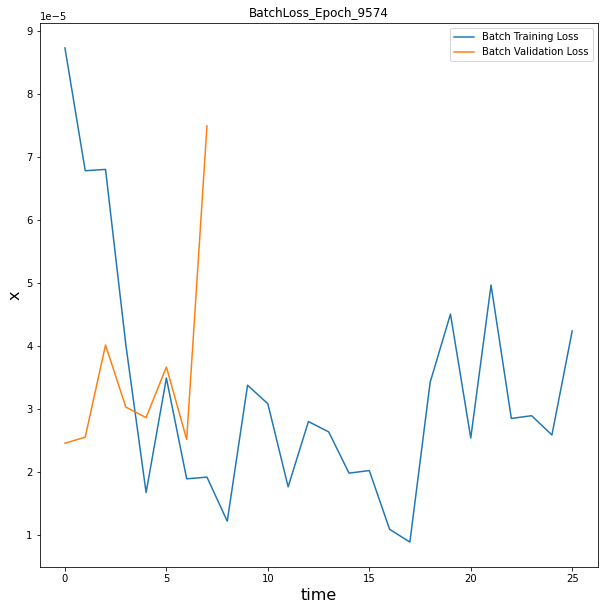 BatchLoss_Epoch_9574
1e−5
Batch Training Loss
Batch Validation Loss
9
8
7
6
5
4
3
2
1
x
0 5 10 15 20 25
time